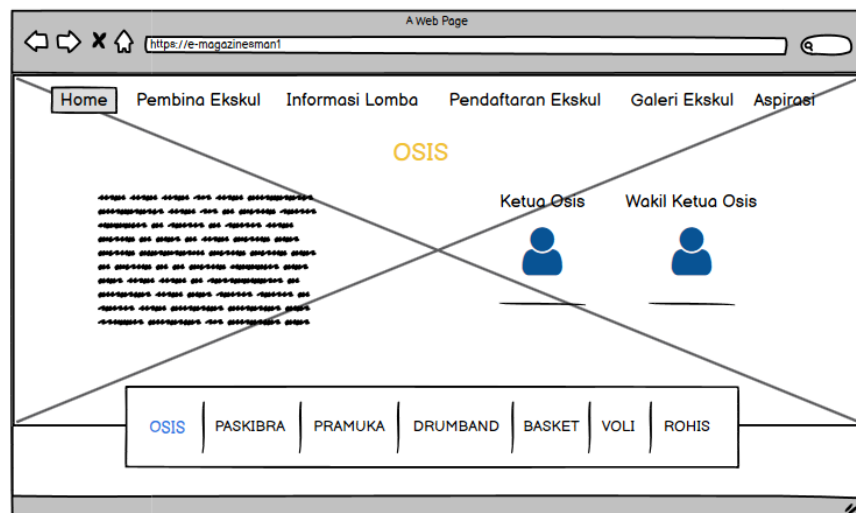 A Web Page
https://e-magazinesman1
Home Pembina Ekskul Informasi Lomba Pendaftaran Ekskul Galeri Ekskul Aspirasi
OSIS
Ketua Osis Wakil Ketua Osis
OSIS PASKIBRA PRAMUKA DRUMBAND BASKET VOLI ROHIS